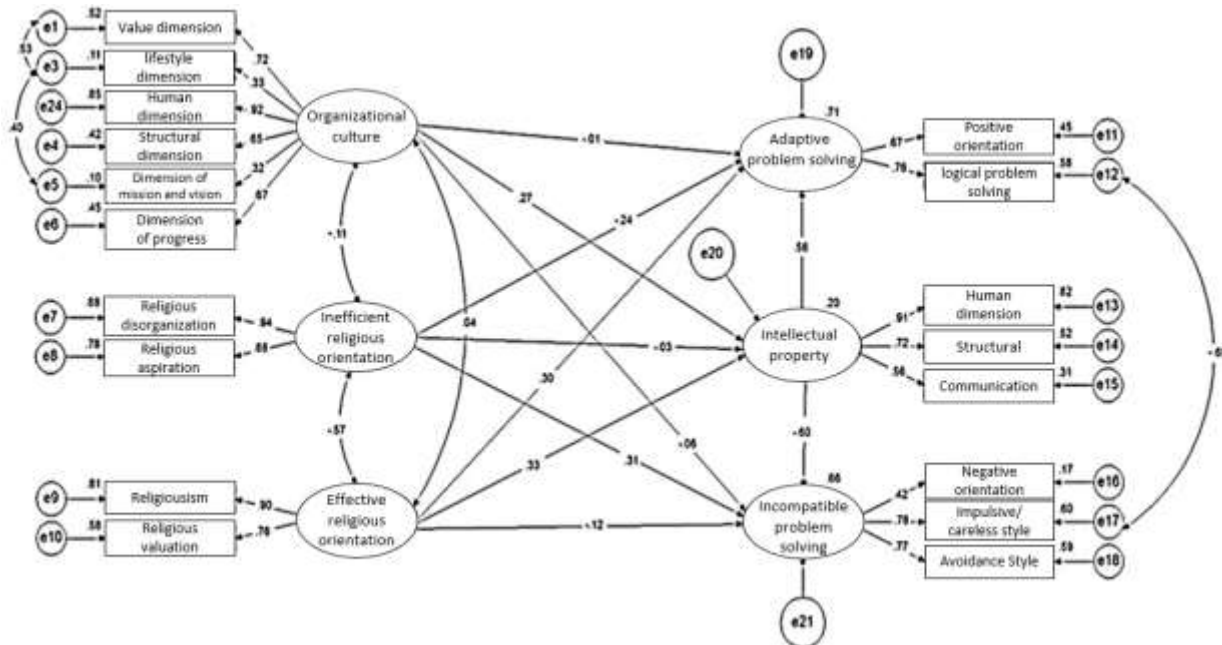 e1
.52
Value dimension
.53
e3
.11
lifestyle
dimension
e24
.85
Human
dimension
.40
e4
.42
Structural
dimension
e5
.10
Dimension of
mission and vision
e6
.45
Dimension
of progress
.72
.33
.92
.65
.32
.67
Organizational
culture
-.01
.27
-.06
-.11
.04
e7
.88
Religious
disorganization
.94
e8
.78
Religious
aspiration
.88
Inefficient
religious
orientation
-.24
-.03
.31
-.57
e9
.81
Religiousism
.90
e10
.58
Religious
valuation
.76
Effective
religious
orientation
.30
.33
-.12
e19
.71
Adaptive
problem solving
.67
Positive
orientation
.45
e11
.76
logical problem
solving
.58
e12
.56
e20
.20
Intellectual
property
.91
Human
dimension
.82
e13
.72
Structural
.52
e14
.56
Communication
.31
e15
-.60
.86
Incompatible
problem
solving
.42
Negative
orientation
.17
e16
.78
Impulsive/
careless style
.60
e17
.77
Avoidance Style
.59
e18
e21